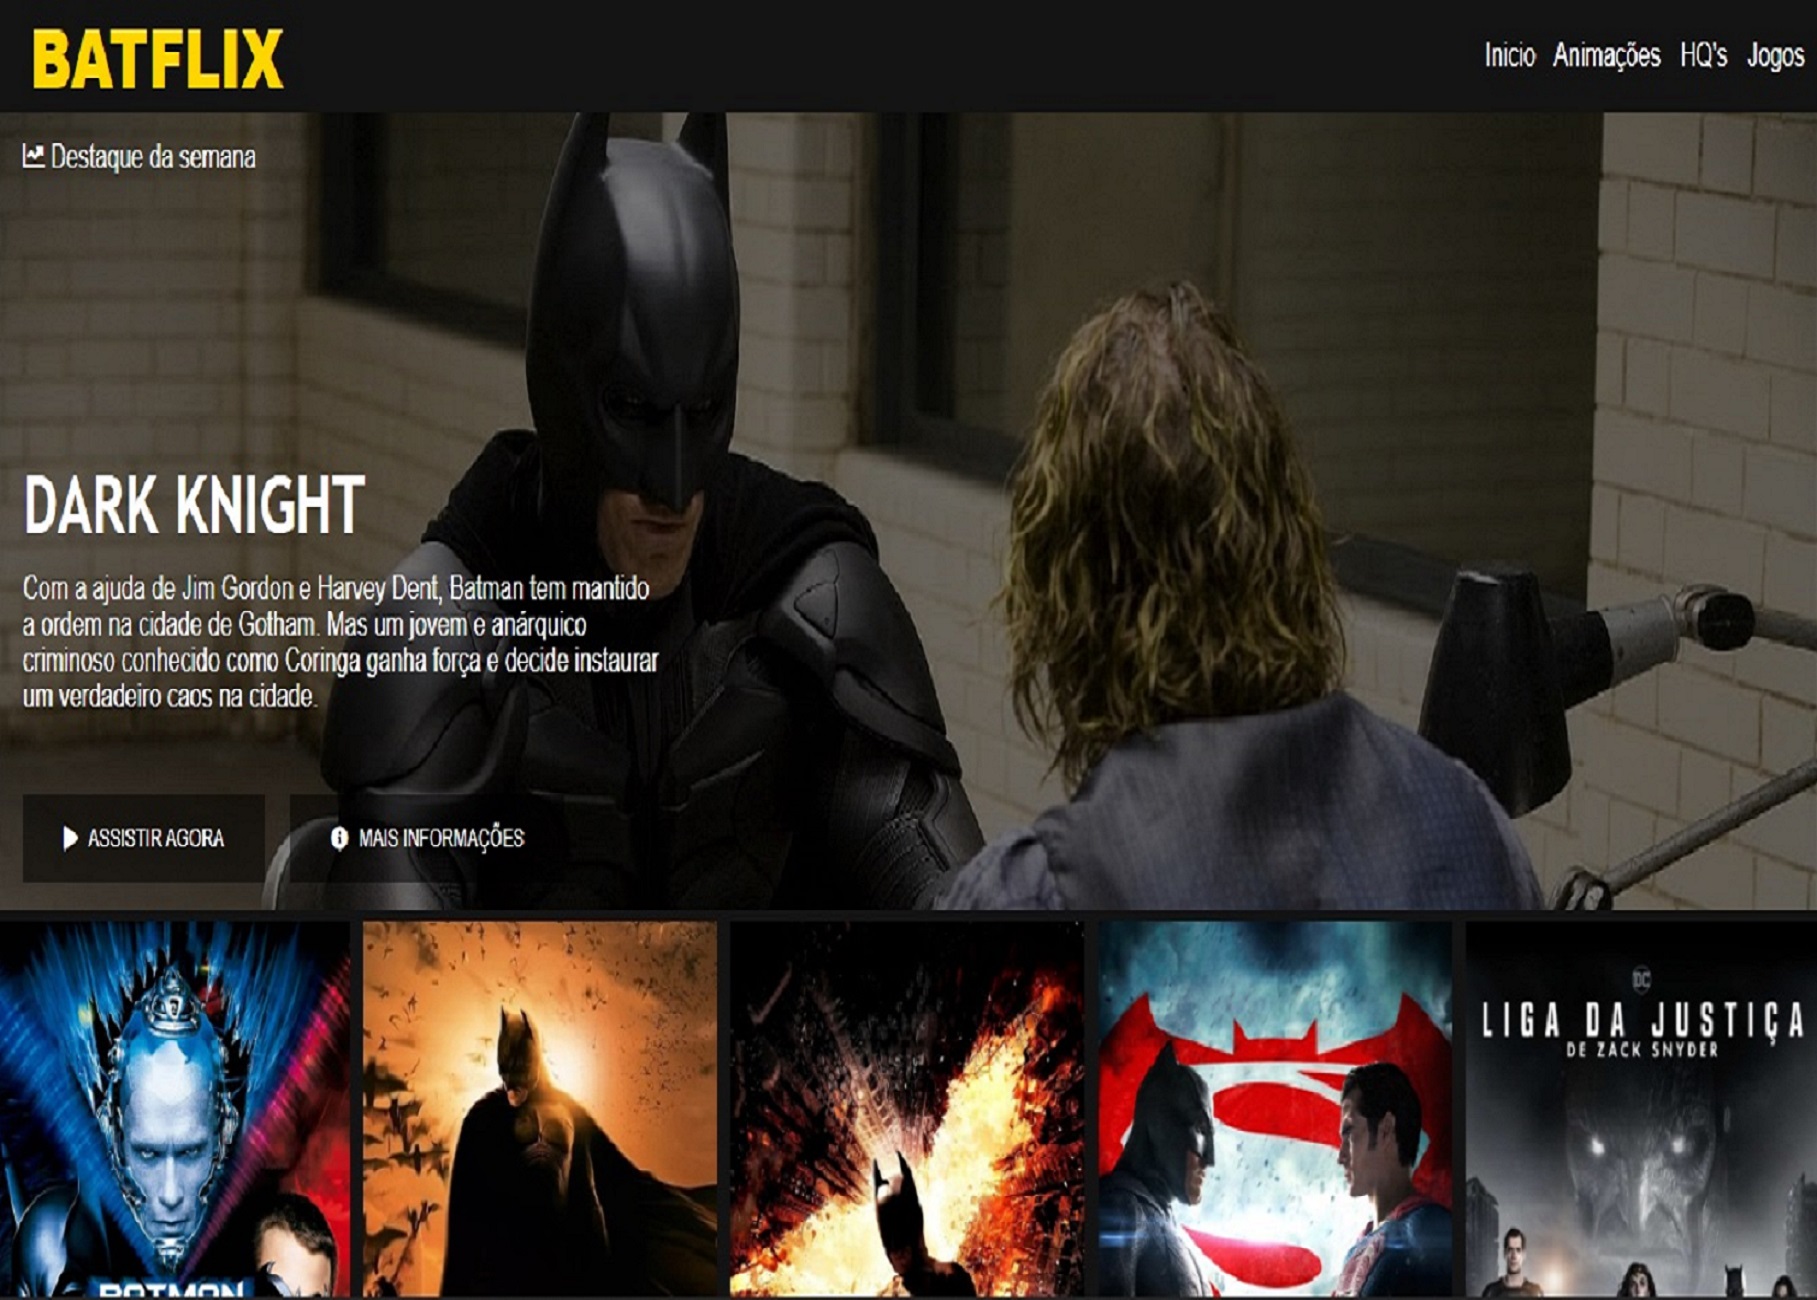 BATFLIX
Inicio Animações HQ's Jogos
Destaque da semana
DARK KNIGHT
Com a ajuda de Jim Gordon e Harvey Dent, Batman tem mantido
a ordem na cidade de Gotham. Mas um jovem e anárquico
criminoso conhecido como Coringa ganha força e decide instaurar
um verdadeiro caos na cidade.
ASSISTIR AGORA
MAIS INFORMAÇÕES
DC
LIGA DA JUSTIÇA
DE ZACK SNYDER
BATMAN